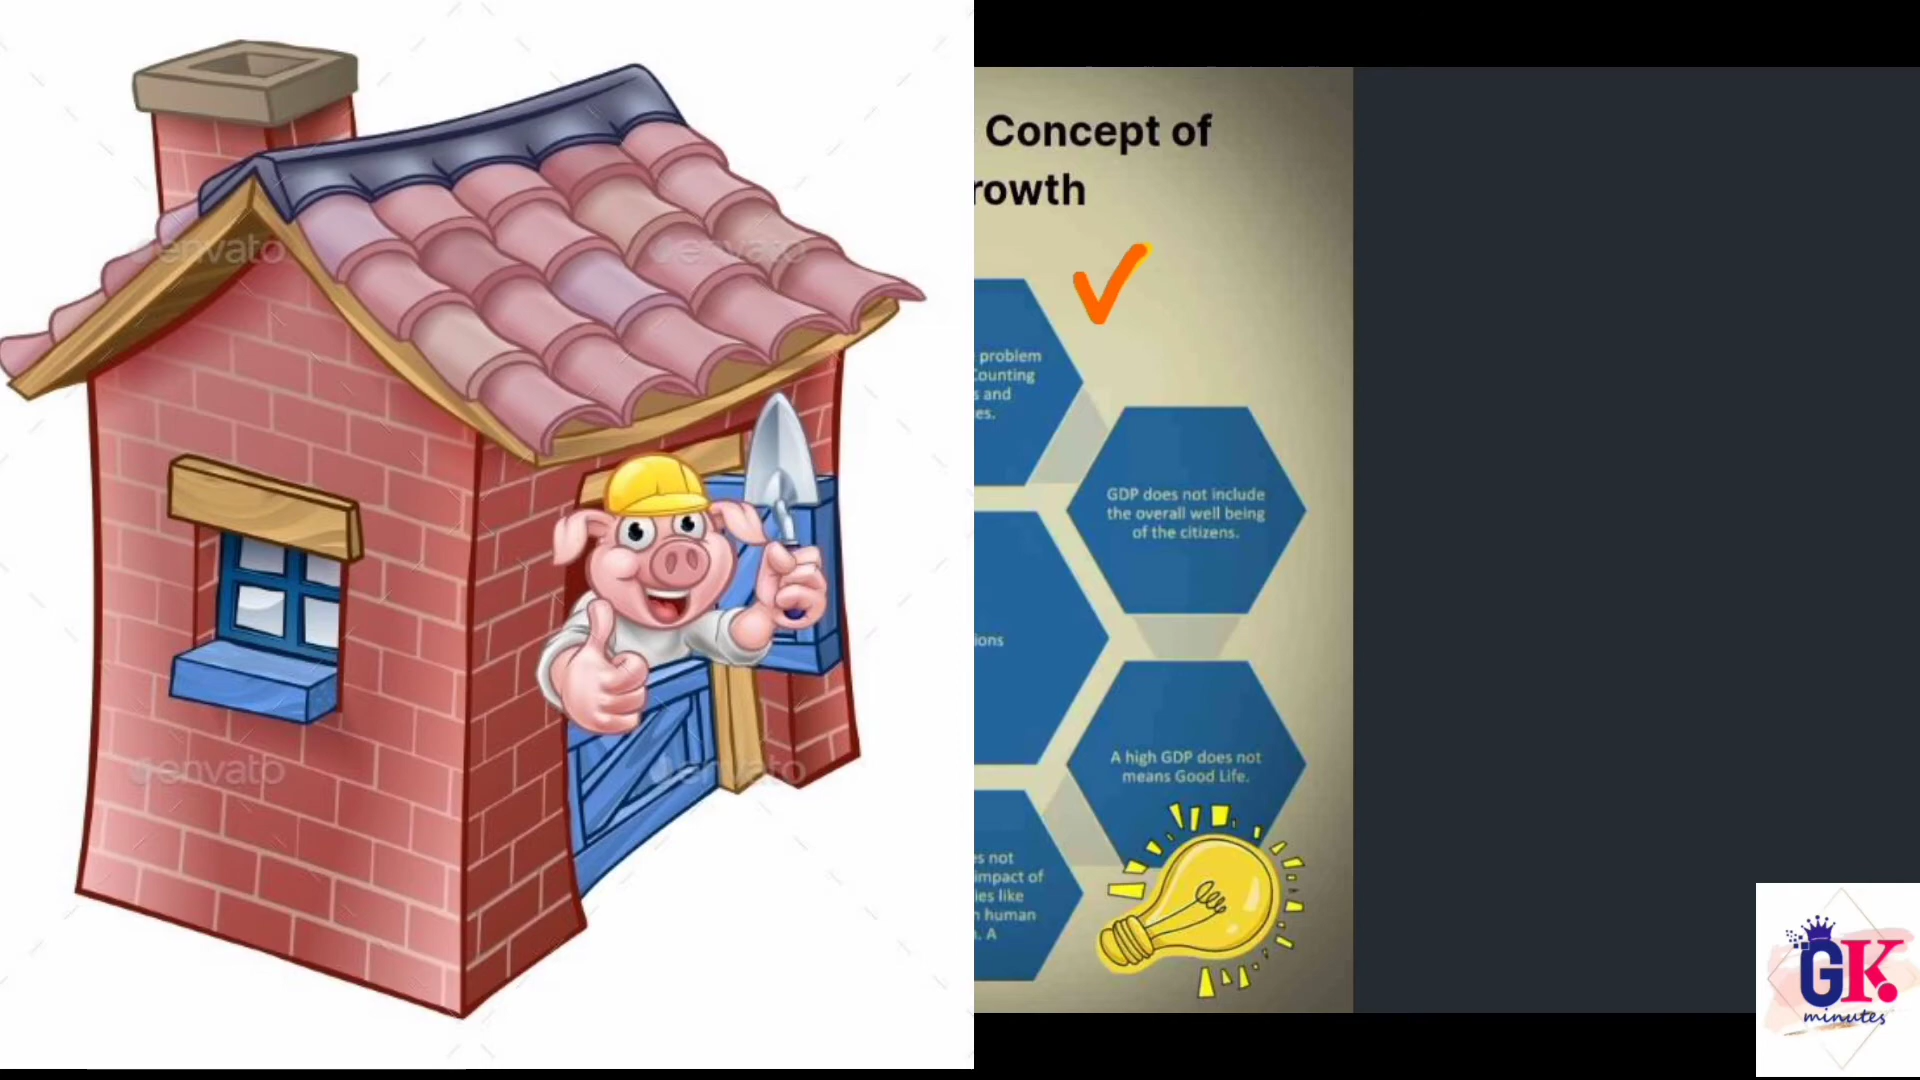 envato
envato
envato
envato
Concept of
rowth
problem
Counting
s and
es.
GDP does not include
the overall well being
of the citizens.
ions
A high GDP does not
means Good Life.
es not
impact of
ies like
n human
. A
GK
minutes